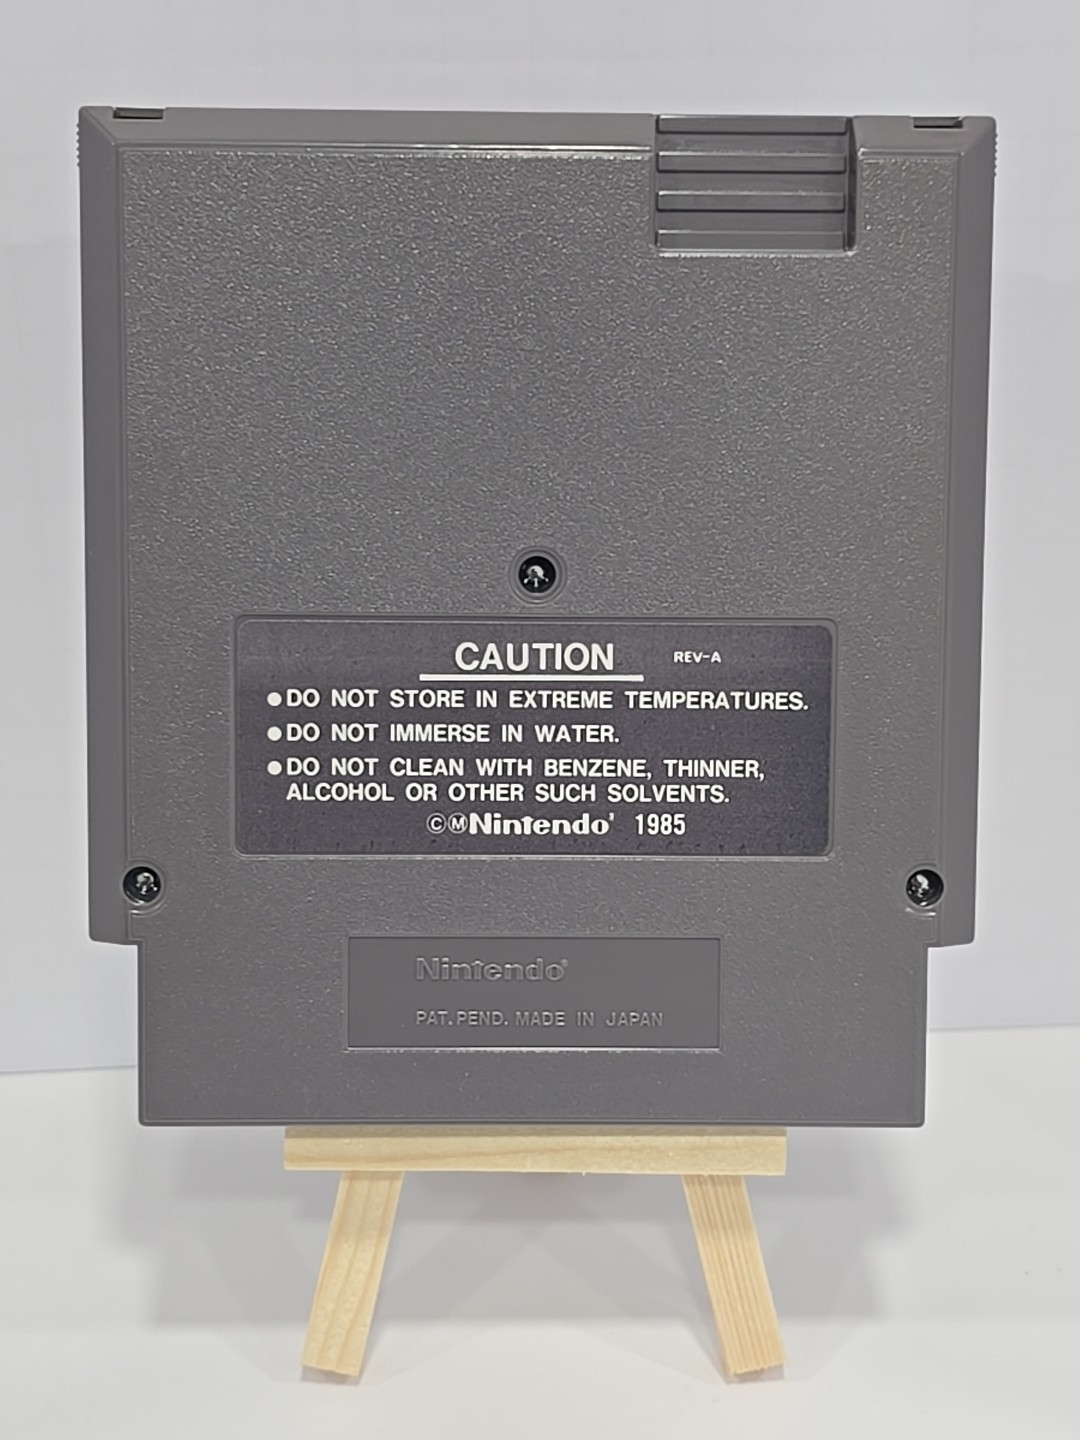 CAUTION REV-A
●DO NOT STORE IN EXTREME TEMPERATURES.
●DO NOT IMMERSE IN WATER.
●DO NOT CLEAN WITH BENZENE, THINNER,
ALCOHOL OR OTHER SUCH SOLVENTS.
©ⓂNintendo® 1985
Nintendo®
PAT. PEND. MADE IN JAPAN